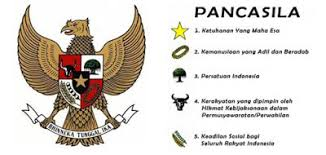 PANCASILA
1. Ketuhanan Yang Maha Esa
2. Kemanusiaan yang Adil dan Beradab
3. Persatuan Indonesia
4. Kerakyatan yang dipimpin oleh
Hikmat Kebijaksanaan dalam
Permusyawaratan/Perwakilan
5. Keadilan Sosial bagi
Seluruh Rakyat Indonesia
BHINNEKA TUNGGAL IKA